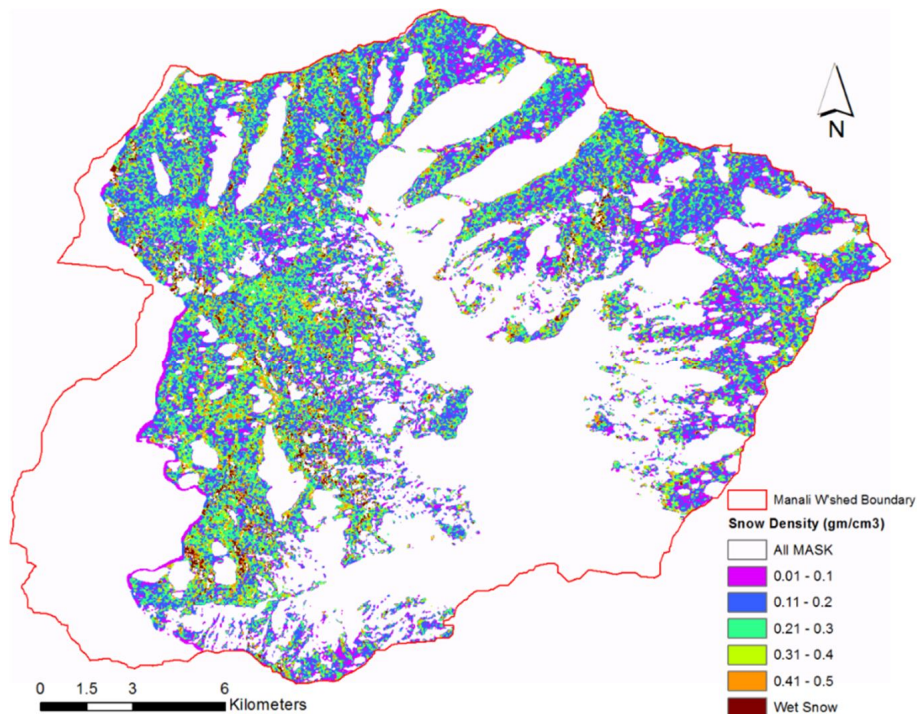 N
Manali W'shed Boundary
Snow Density (gm/cm3)
All MASK
0.01 - 0.1
0.11 - 0.2
0.21 - 0.3
0.31 - 0.4
0.41 - 0.5
Wet Snow
0 1.5 3 6
Kilometers